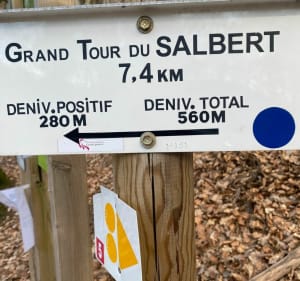 GRAND TOUR DU SALBERT
7,4 KM
DENIV. POSITIF DENIV. TOTAL
280 M 560 M